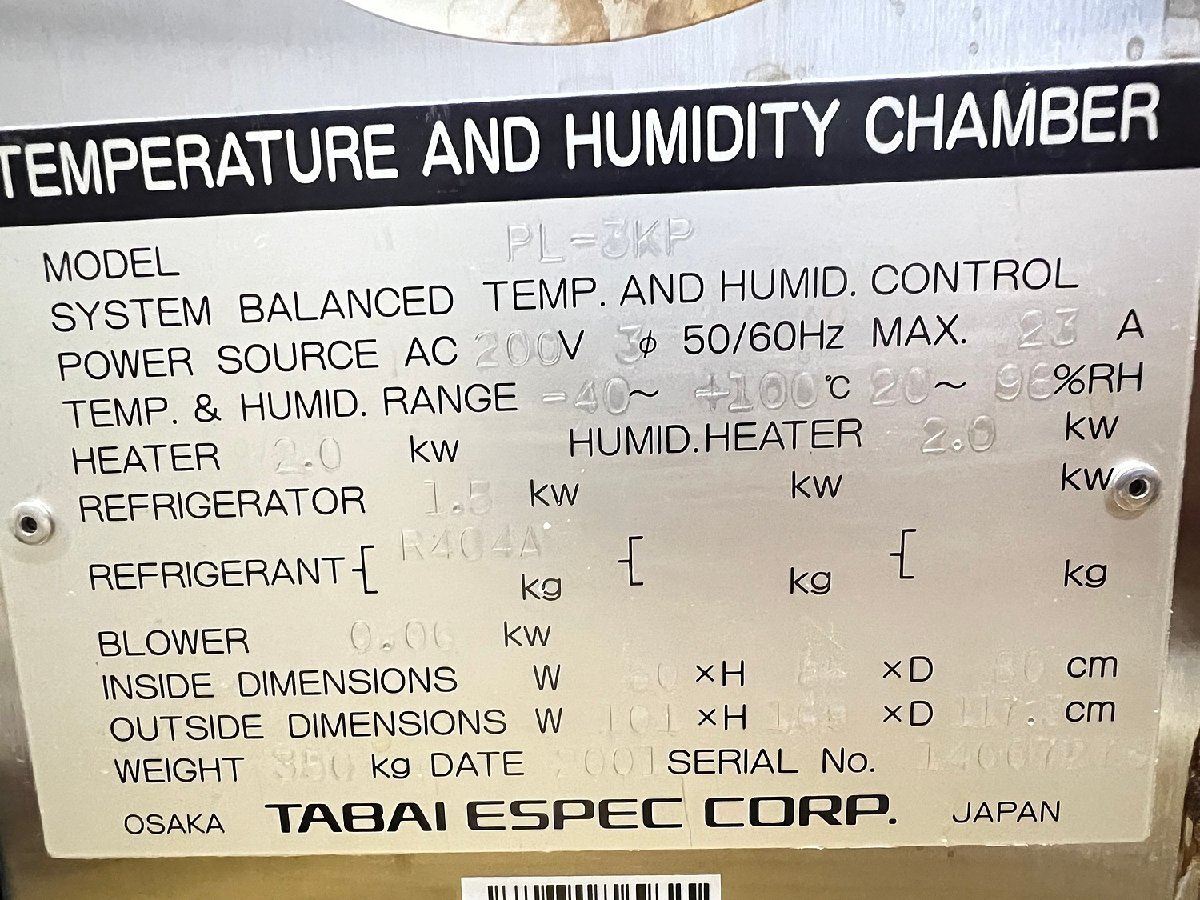 TEMPERATURE AND HUMIDITY CHAMBER
MODEL PL-3KP
SYSTEM BALANCED TEMP. AND HUMID. CONTROL
POWER SOURCE AC 200V 3φ 50/60Hz MAX. 23 A
TEMP. & HUMID. RANGE -40~ +100℃ 20~ 98%RH
HEATER 2.0 kW HUMID.HEATER 2.0 kW
REFRIGERATOR 1.5 kW kW kW
REFRIGERANT R404A kg kg kg
BLOWER kW
INSIDE DIMENSIONS W ×H ×D 80 cm
OUTSIDE DIMENSIONS W 101 ×H ×D cm
WEIGHT 350 kg DATE 2001 SERIAL No.
OSAKA TABAI ESPEC CORP. JAPAN